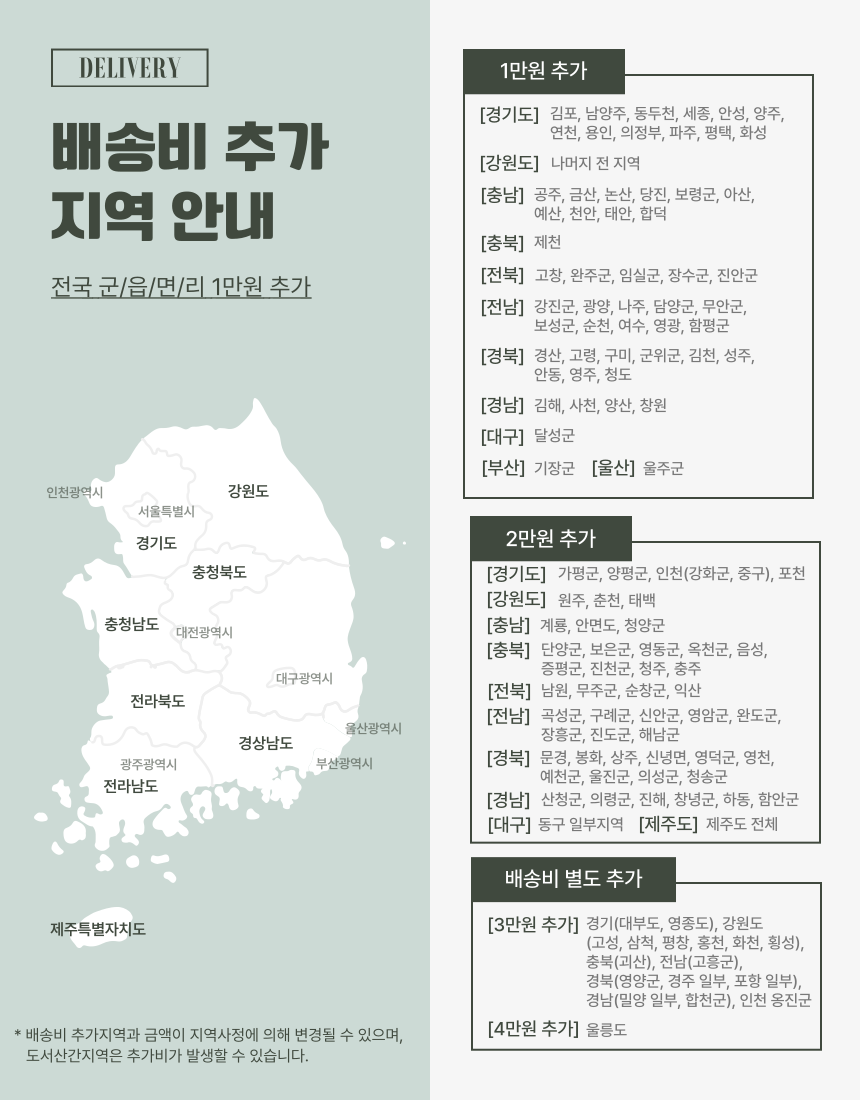 DELIVERY
배송비 추가
지역 안내
전국 군/읍/면/리 1만원 추가
인천광역시
강원도
서울특별시
경기도
충청북도
충청남도
대전광역시
대구광역시
전라북도
울산광역시
경상남도
광주광역시
부산광역시
전라남도
제주특별자치도
* 배송비 추가지역과 금액이 지역사정에 의해 변경될 수 있으며,
도서산간지역은 추가비가 발생할 수 있습니다.
1만원 추가
[경기도] 김포, 남양주, 동두천, 세종, 안성, 양주,
연천, 용인, 의정부, 파주, 평택, 화성
[강원도] 나머지 전 지역
[충남] 공주, 금산, 논산, 당진, 보령군, 아산,
예산, 천안, 태안, 합덕
[충북] 제천
[전북] 고창, 완주군, 임실군, 장수군, 진안군
[전남] 강진군, 광양, 나주, 담양군, 무안군,
보성군, 순천, 여수, 영광, 함평군
[경북] 경산, 고령, 구미, 군위군, 김천, 성주,
안동, 영주, 청도
[경남] 김해, 사천, 양산, 창원
[대구] 달성군
[부산] 기장군 [울산] 울주군
2만원 추가
[경기도] 가평군, 양평군, 인천(강화군, 중구), 포천
[강원도] 원주, 춘천, 태백
[충남] 계룡, 안면도, 청양군
[충북] 단양군, 보은군, 영동군, 옥천군, 음성,
증평군, 진천군, 청주, 충주
[전북] 남원, 무주군, 순창군, 익산
[전남] 곡성군, 구례군, 신안군, 영암군, 완도군,
장흥군, 진도군, 해남군
[경북] 문경, 봉화, 상주, 신녕면, 영덕군, 영천,
예천군, 울진군, 의성군, 청송군
[경남] 산청군, 의령군, 진해, 창녕군, 하동, 함안군
[대구] 동구 일부지역 [제주도] 제주도 전체
배송비 별도 추가
[3만원 추가] 경기(대부도, 영종도), 강원도
(고성, 삼척, 평창, 홍천, 화천, 횡성),
충북(괴산), 전남(고흥군),
경북(영양군, 경주 일부, 포항 일부),
경남(밀양 일부, 합천군), 인천 옹진군
[4만원 추가] 울릉도